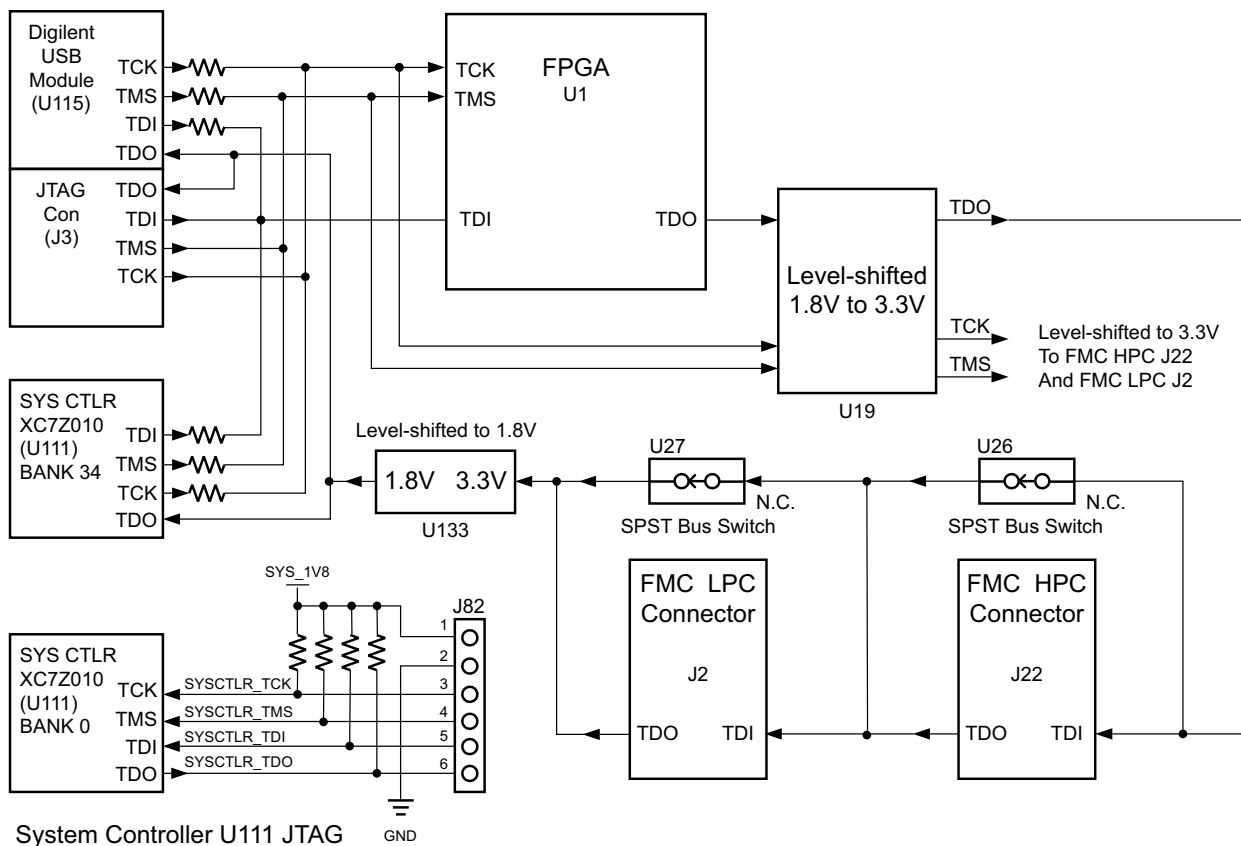 Digilent
USB
Module
(U115)
TCK
TMS
TDI
TDO
JTAG
Con
(J3)
TDO
TDI
TMS
TCK
FPGA
U1
TCK
TMS
TDI
TDO
Level-shifted
1.8V to 3.3V
U19
TDO
TCK
TMS
Level-shifted to 3.3V
To FMC HPC J22
And FMC LPC J2
SYS CTLR
XC7Z010
(U111)
BANK 34
TDI
TMS
TCK
TDO
Level-shifted to 1.8V
1.8V 3.3V
U133
U27
N.C.
SPST Bus Switch
U26
N.C.
SPST Bus Switch
FMC LPC
Connector
J2
TDO TDI
FMC HPC
Connector
J22
TDO TDI
SYS_1V8
J82
1
2
3
4
5
6
SYS CTLR
XC7Z010
(U111)
BANK 0
TCK
TMS
TDI
TDO
SYSCTLR_TCK
SYSCTLR_TMS
SYSCTLR_TDI
SYSCTLR_TDO
GND
System Controller U111 JTAG